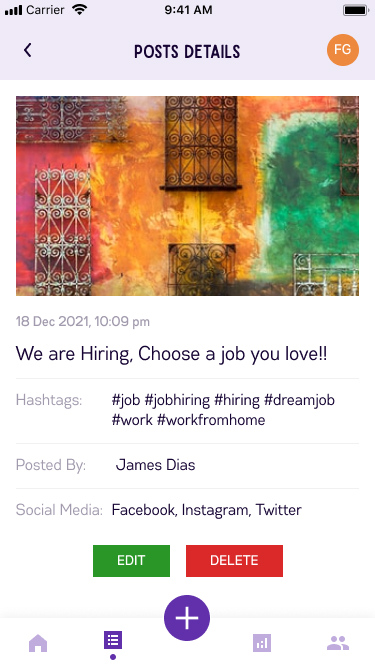 Carrier 9:41 AM
POSTS DETAILS
FG
18 Dec 2021, 10:09 pm
We are Hiring, Choose a job you love!!
Hashtags: #job #jobhiring #hiring #dreamjob
#work #workfromhome
Posted By: James Dias
Social Media: Facebook, Instagram, Twitter
EDIT DELETE